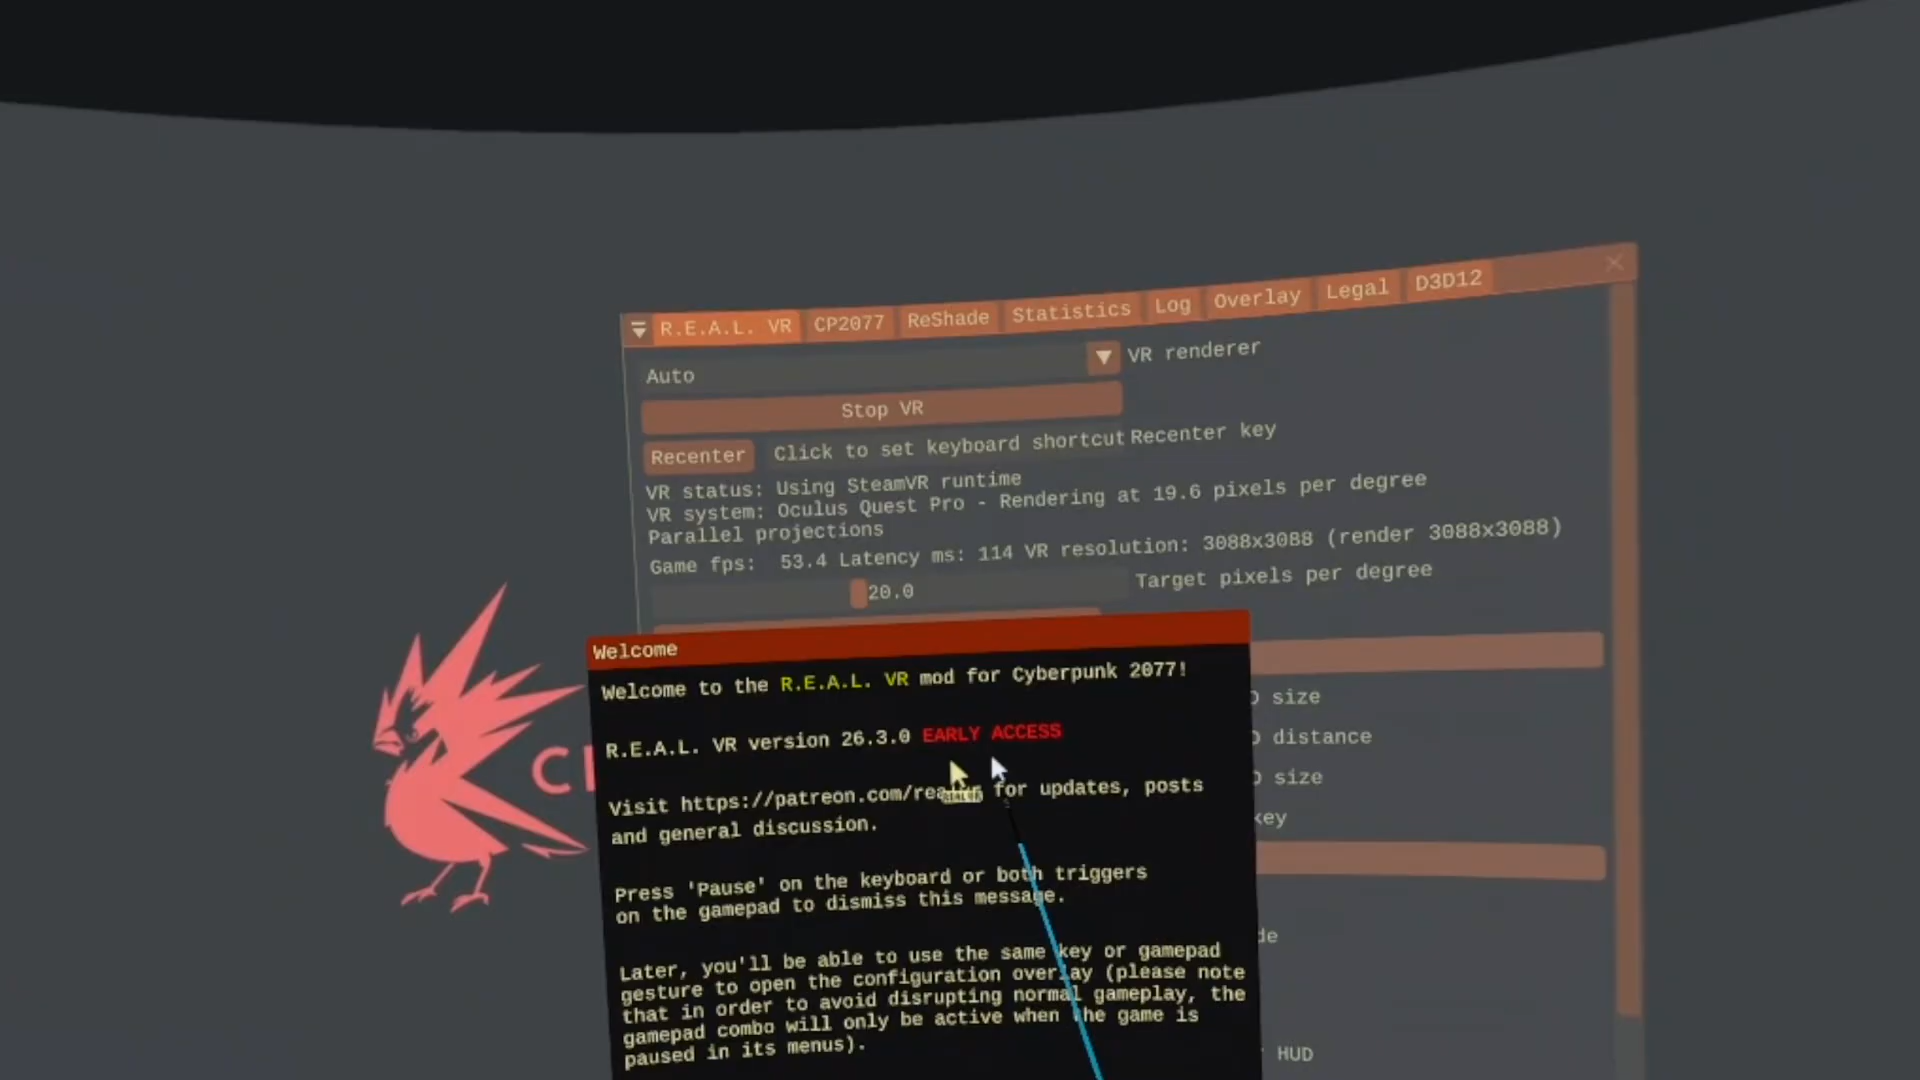 R.E.A.L. VR CP2077 ReShade Statistics Log Overlay Legal D3D12
Auto VR renderer
Stop VR
Recenter Click to set keyboard shortcut Recenter key
VR status: Using SteamVR runtime
VR system: Oculus Quest Pro - Rendering at 19.6 pixels per degree
Parallel projections
Game fps: 53.4 Latency ms: 114 VR resolution: 3088x3088 (render 3088x3088)
20.0 Target pixels per degree
Welcome
Welcome to the R.E.A.L. VR mod for Cyberpunk 2077!
R.E.A.L. VR version 26.3.0 EARLY ACCESS
Visit https://patreon.com/ for updates, posts
and general discussion.
Press 'Pause' on the keyboard or both triggers
on the gamepad to dismiss this message.
Later, you'll be able to use the same key or gamepad
gesture to open the configuration overlay (please note
that in order to avoid disrupting normal gameplay, the
gamepad combo will only be active when the game is
paused in its menus).
size
distance
size
key
HUD